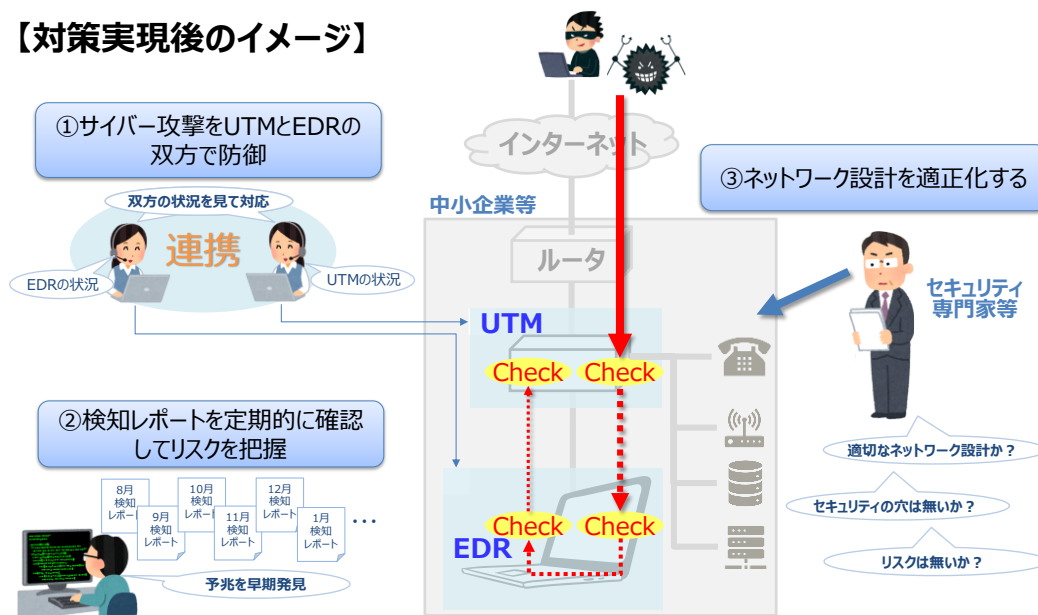 【対策実現後のイメージ】
①サイバー攻撃をUTMとEDRの
双方で防御
双方の状況を見て対応
連携
EDRの状況
UTMの状況
インターネット
中小企業等
ルータ
UTM
Check
Check
③ネットワーク設計を適正化する
セキュリティ
専門家等
②検知レポートを定期的に確認
してリスクを把握
8月
検知
レポート
9月
検知
レポート
10月
検知
レポート
11月
検知
レポート
12月
検知
レポート
1月
検知
レポート
…
予兆を早期発見
Check
Check
EDR
適切なネットワーク設計か？
セキュリティの穴は無いか？
リスクは無いか？